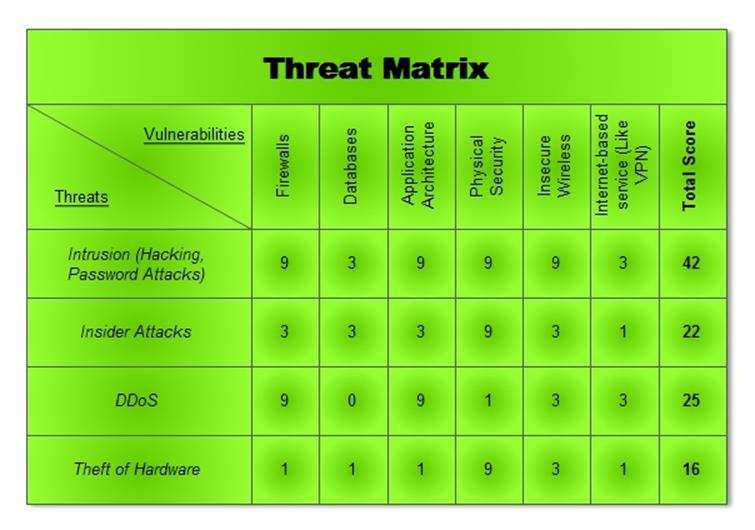 Threat Matrix
Vulnerabilities
Threats
Firewalls
Databases
Application
Architecture
Physical
Security
Insecure
Wireless
Internet-based
service (Like
VPN)
Total Score
Intrusion (Hacking,
Password Attacks)
9 3 9 9 9 3 42
Insider Attacks 3 3 3 9 3 1 22
DDoS 9 0 9 1 3 3 25
Theft of Hardware 1 1 1 9 3 1 16